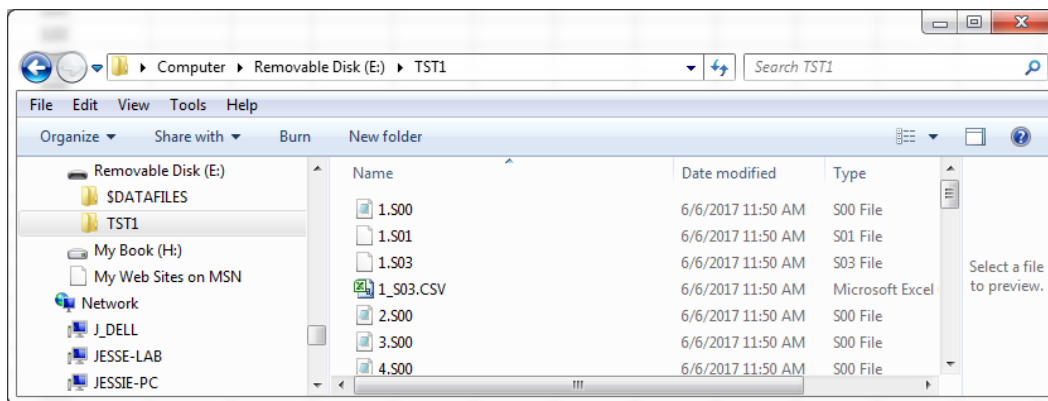 Computer Removable Disk (E:) TST1 Search TST1
File Edit View Tools Help
Organize Share with Burn New folder
Removable Disk (E:)
$DATAFILES
TST1
My Book (H:)
My Web Sites on MSN
Network
J_DELL
JESSE-LAB
JESSIE-PC
Name Date modified Type
1.S00 6/6/2017 11:50 AM S00 File
1.S01 6/6/2017 11:50 AM S01 File
1.S03 6/6/2017 11:50 AM S03 File
1_S03.CSV 6/6/2017 11:50 AM Microsoft Excel
2.S00 6/6/2017 11:50 AM S00 File
3.S00 6/6/2017 11:50 AM S00 File
4.S00 6/6/2017 11:50 AM S00 File
Select a file
to preview.